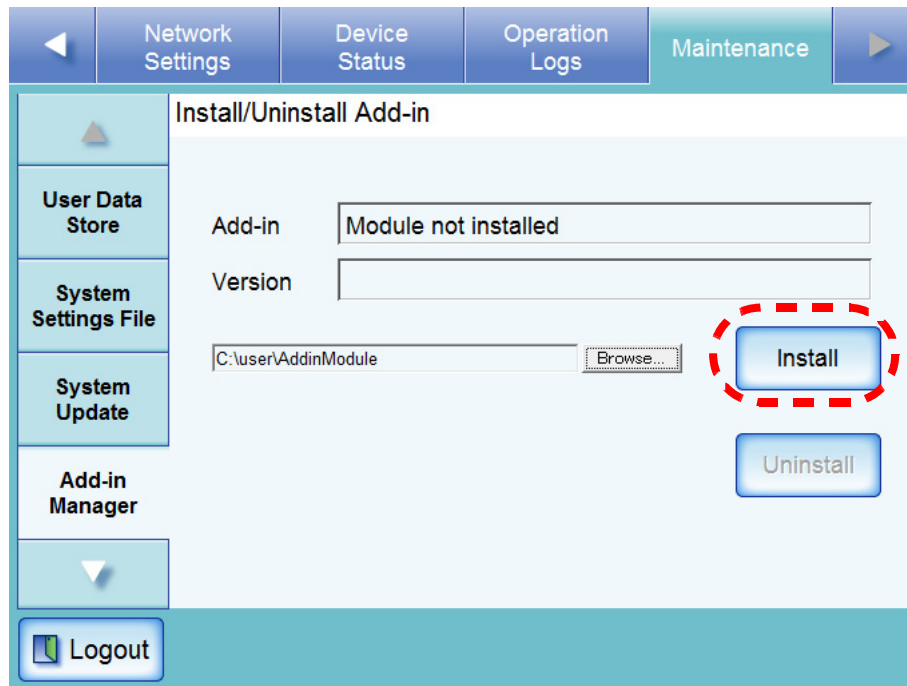 Network
Settings
Device
Status
Operation
Logs
Maintenance
Install/Uninstall Add-in
User Data
Store
System
Settings File
System
Update
Add-in
Manager
Add-in
Module not installed
Version
C:\user\AddinModule
Browse...
Install
Uninstall
Logout